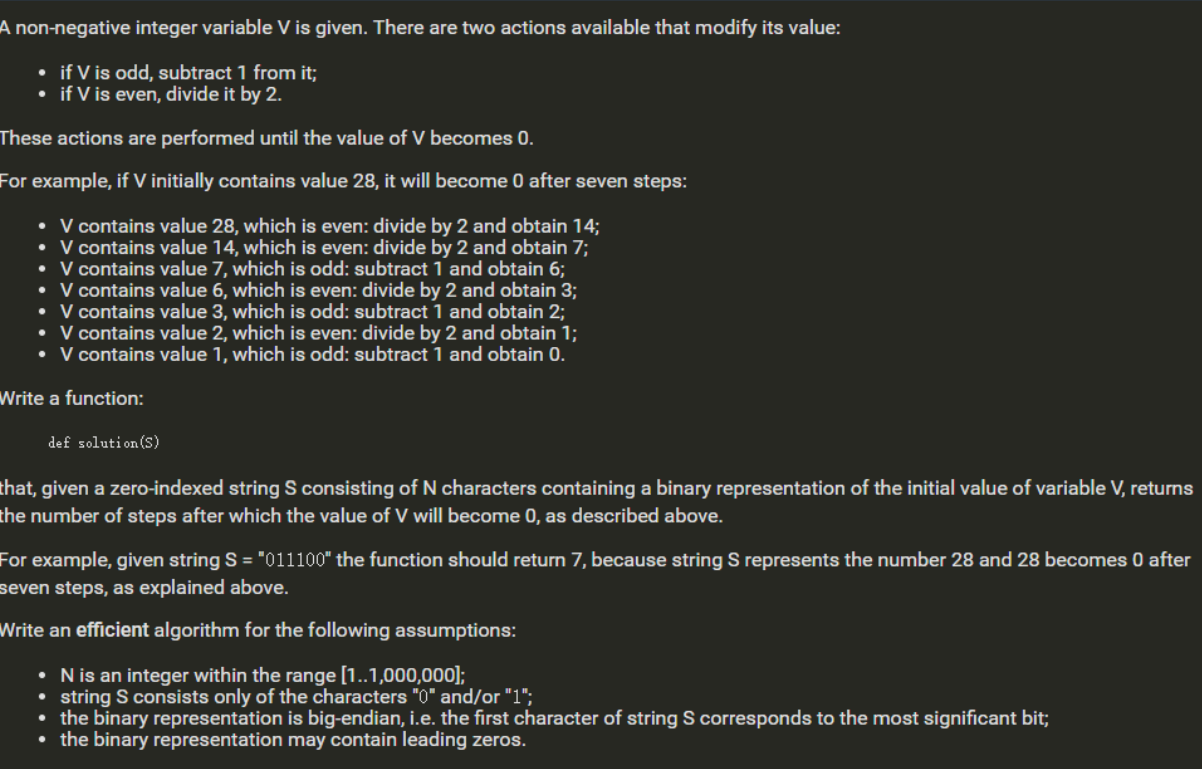 A non-negative integer variable V is given. There are two actions available that modify its value:
• if V is odd, subtract 1 from it;
• if V is even, divide it by 2.
These actions are performed until the value of V becomes 0.
For example, if V initially contains value 28, it will become 0 after seven steps:
• V contains value 28, which is even: divide by 2 and obtain 14;
• V contains value 14, which is even: divide by 2 and obtain 7;
• V contains value 7, which is odd: subtract 1 and obtain 6;
• V contains value 6, which is even: divide by 2 and obtain 3;
• V contains value 3, which is odd: subtract 1 and obtain 2;
• V contains value 2, which is even: divide by 2 and obtain 1;
• V contains value 1, which is odd: subtract 1 and obtain 0.
Write a function:
def solution(S)
that, given a zero-indexed string S consisting of N characters containing a binary representation of the initial value of variable V, returns
the number of steps after which the value of V will become 0, as described above.
For example, given string S = "011100" the function should return 7, because string S represents the number 28 and 28 becomes 0 after
seven steps, as explained above.
Write an efficient algorithm for the following assumptions:
• N is an integer within the range [1..1,000,000];
• string S consists only of the characters "0" and/or "1";
• the binary representation is big-endian, i.e. the first character of string S corresponds to the most significant bit;
• the binary representation may contain leading zeros.